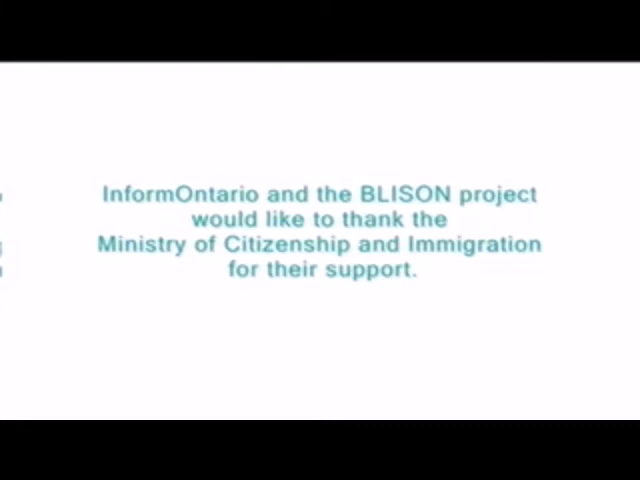 InformOntario and the BLISON project
would like to thank the
Ministry of Citizenship and Immigration
for their support.